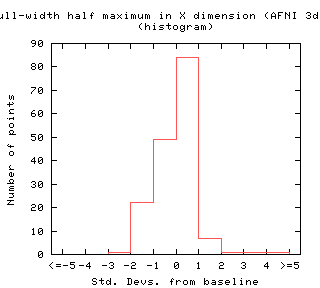 ull-width half maximum in X dimension (AFNI 3d
(histogram)
90
80
70
60
50
40
30
20
10
0
Number of points
<=-5 -4 -3 -2 -1 0 1 2 3 4 >=5
Std. Devs. from baseline